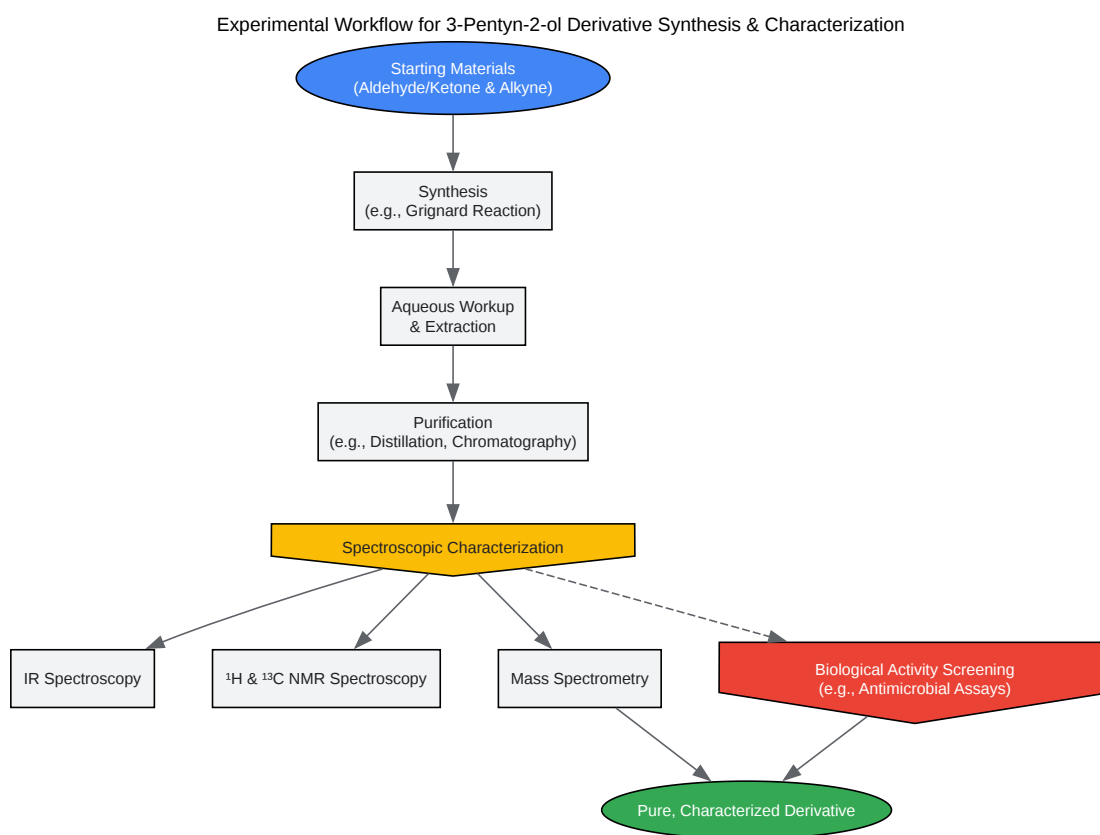 Experimental Workflow for 3-Pentyn-2-ol Derivative Synthesis & Characterization
Starting Materials
(Aldehyde/Ketone & Alkyne)
Synthesis
(e.g., Grignard Reaction)
Aqueous Workup
& Extraction
Purification
(e.g., Distillation, Chromatography)
Spectroscopic Characterization
IR Spectroscopy
¹H & ¹³C NMR Spectroscopy
Mass Spectrometry
Biological Activity Screening
(e.g., Antimicrobial Assays)
Pure, Characterized Derivative